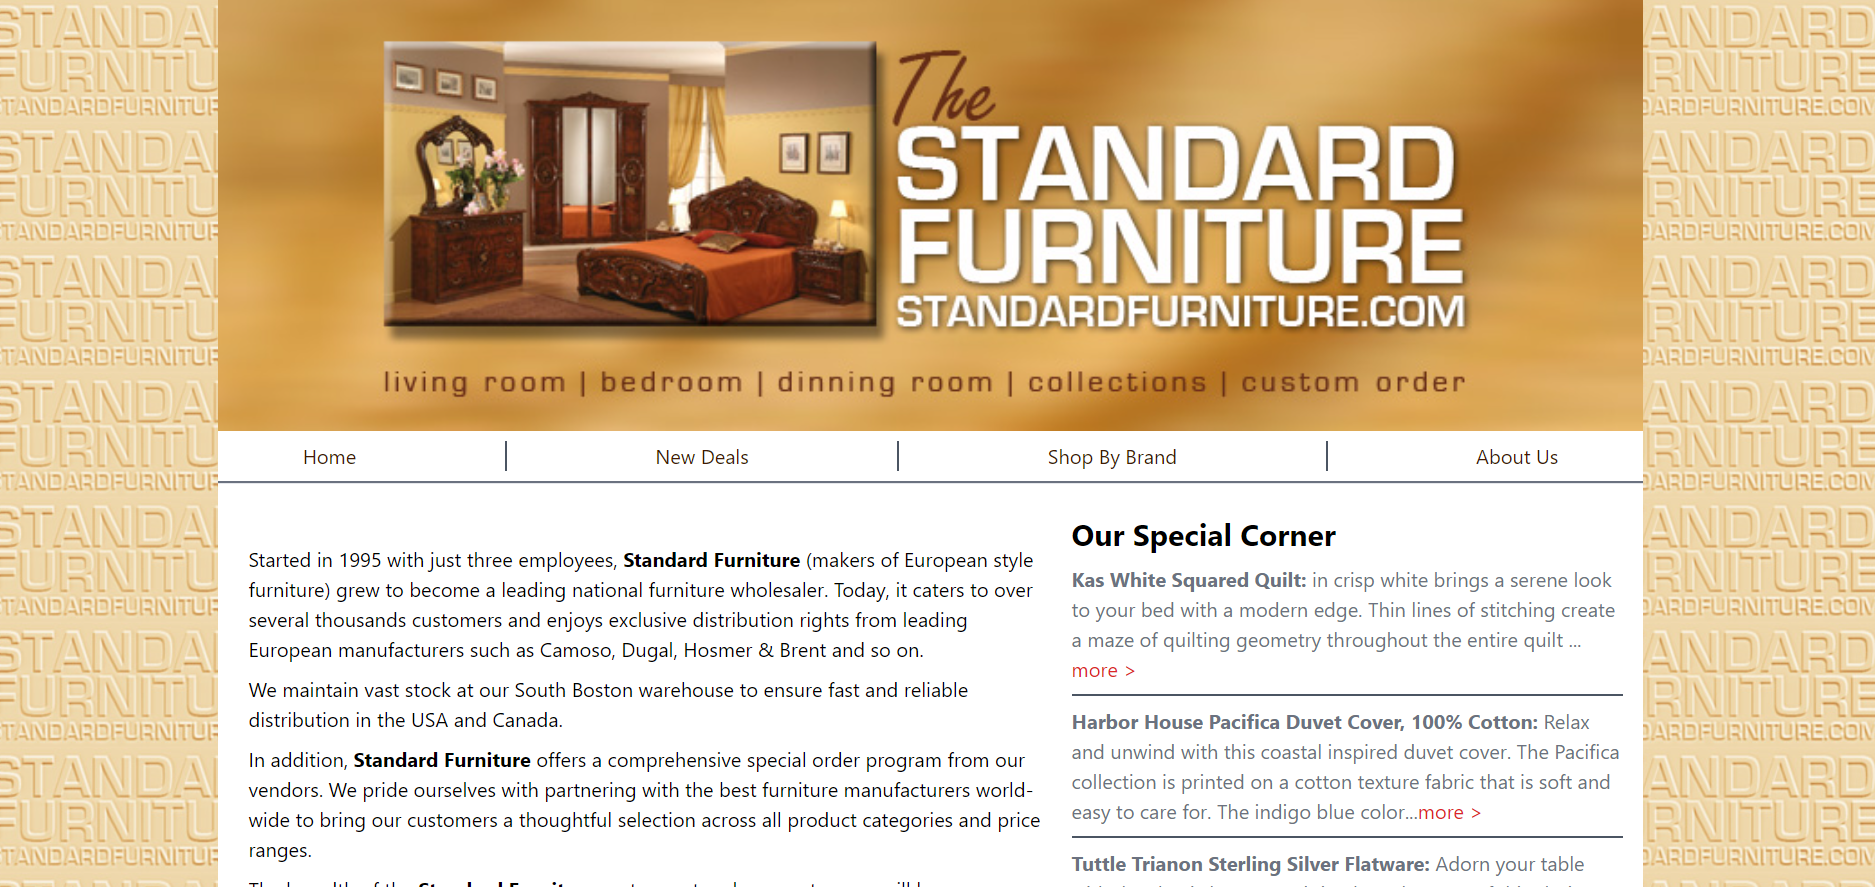 The
STANDARD
FURNITURE
STANDARDFURNITURE.COM
living room | bedroom | dinning room | collections | custom order
Home
New Deals
Shop By Brand
About Us
Started in 1995 with just three employees, Standard Furniture (makers of European style
furniture) grew to become a leading national furniture wholesaler. Today, it caters to over
several thousands customers and enjoys exclusive distribution rights from leading
European manufacturers such as Camoso, Dugal, Hosmer & Brent and so on.
We maintain vast stock at our South Boston warehouse to ensure fast and reliable
distribution in the USA and Canada.
In addition, Standard Furniture offers a comprehensive special order program from our
vendors. We pride ourselves with partnering with the best furniture manufacturers world-
wide to bring our customers a thoughtful selection across all product categories and price
ranges.
Our Special Corner
Kas White Squared Quilt: in crisp white brings a serene look
to your bed with a modern edge. Thin lines of stitching create
a maze of quilting geometry throughout the entire quilt ...
more >
Harbor House Pacifica Duvet Cover, 100% Cotton: Relax
and unwind with this coastal inspired duvet cover. The Pacifica
collection is printed on a cotton texture fabric that is soft and
easy to care for. The indigo blue color...more >
Tuttle Trianon Sterling Silver Flatware: Adorn your table